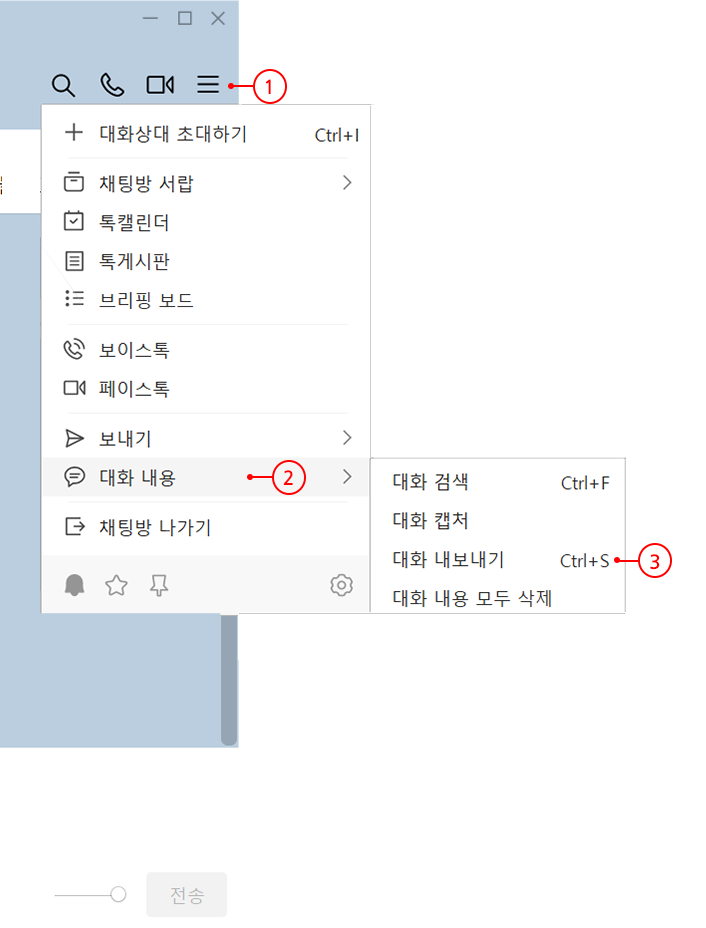 1
대화상대 초대하기 Ctrl+I
채팅방 서랍
톡캘린더
톡게시판
브리핑 보드
보이스톡
페이스톡
보내기
대화 내용 2
채팅방 나가기
대화 검색 Ctrl+F
대화 캡처
대화 내보내기 Ctrl+S 3
대화 내용 모두 삭제
전송